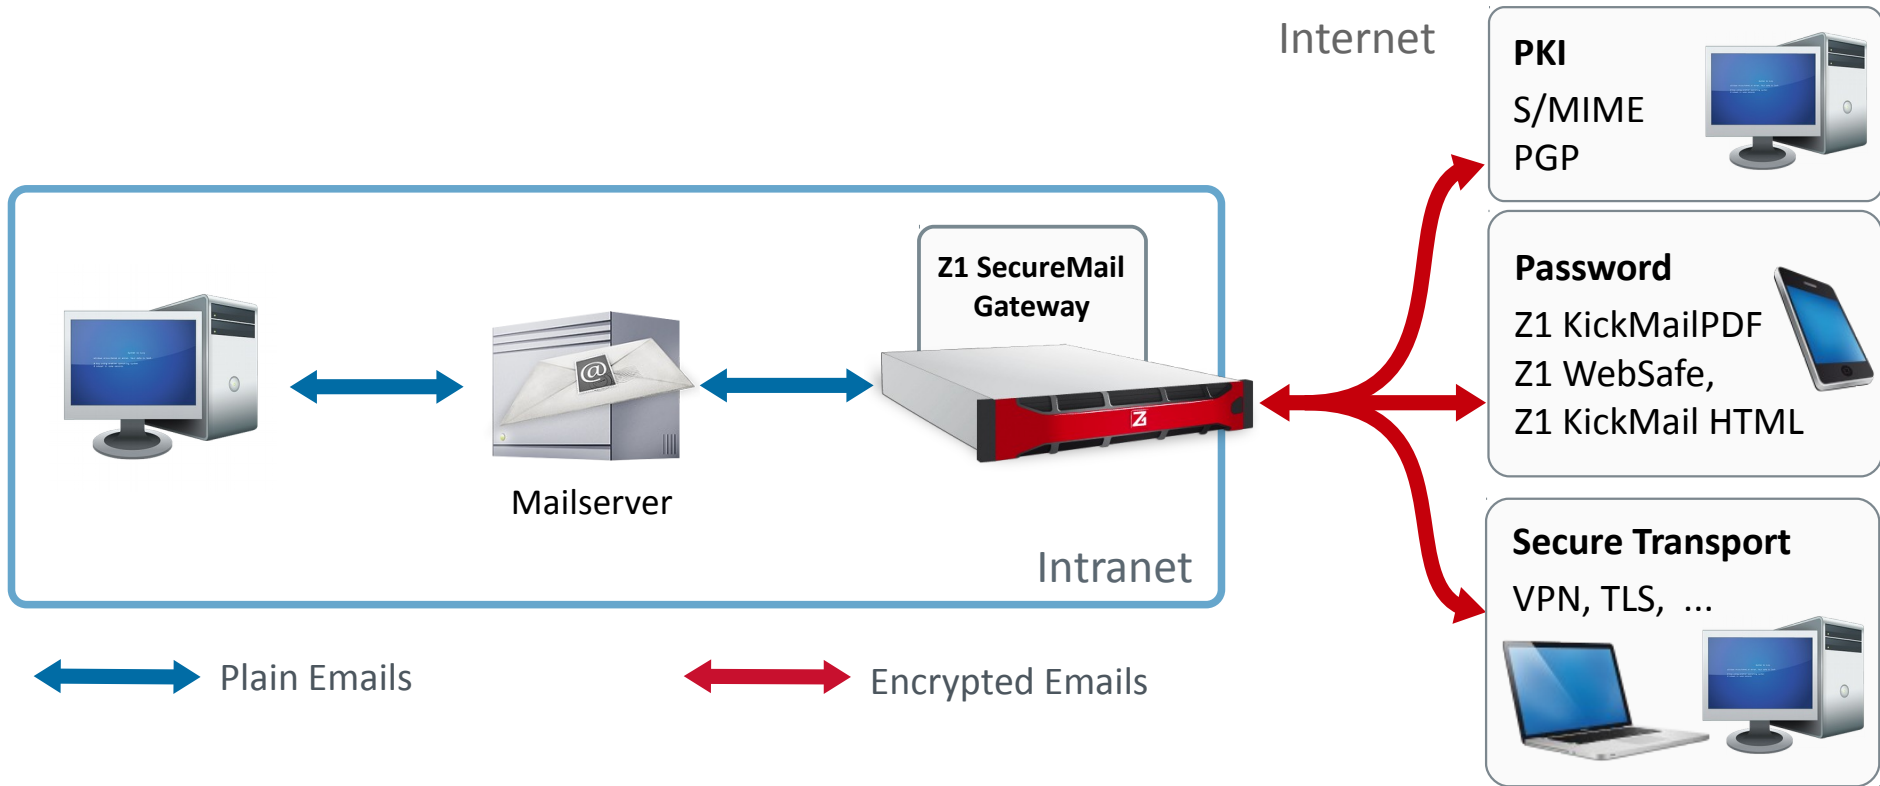 Internet
PKI
S/MIME
PGP
Z1 SecureMail
Gateway
Password
Z1 KickMailPDF
Z1 WebSafe,
Z1 KickMail HTML
@
Z1
Mailserver
Intranet
Secure Transport
VPN, TLS, ...
Plain Emails
Encrypted Emails